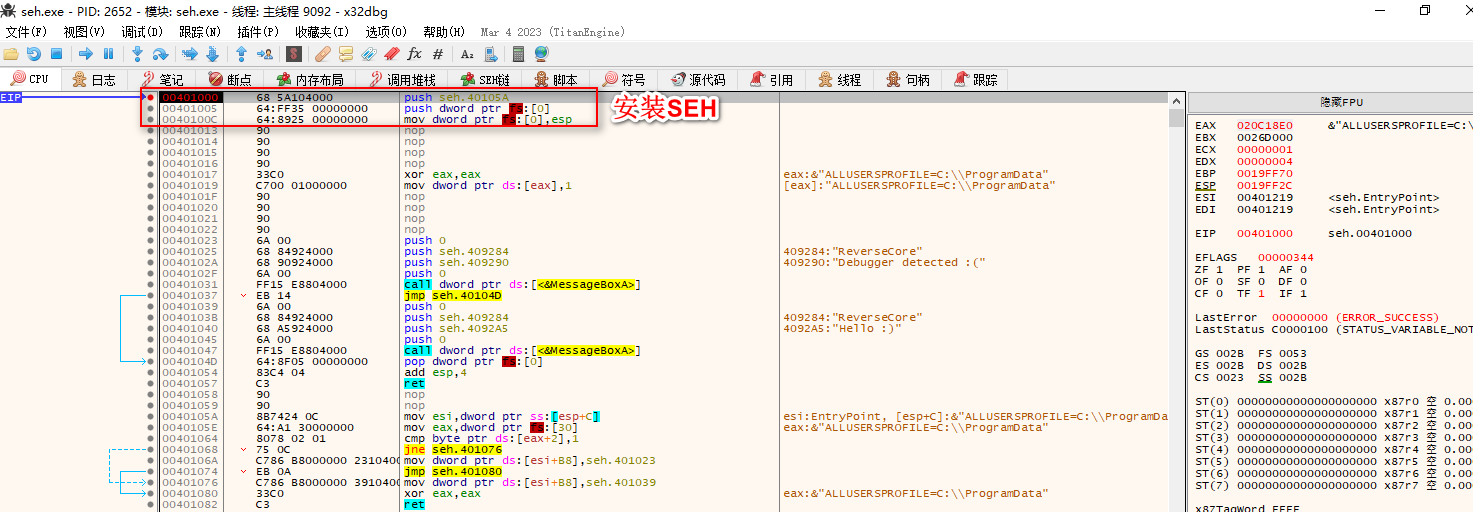 seh.exe - PID: 2652 - 模块: seh.exe - 线程: 主线程 9092 - x32dbg
文件(F) 视图(V) 调试(D) 跟踪(N) 插件(P) 收藏夹(I) 选项(O) 帮助(H) Mar 4 2023 (TitanEngine)
CPU 日志 笔记 断点 内存布局 调用堆栈 SEH链 脚本 符号 源代码 引用 线程 句柄 跟踪
EIP 00401000 68 5A104000 push seh.40105A
00401005 64:FF35 00000000 push dword ptr fs:[0]
0040100C 64:8925 00000000 mov dword ptr fs:[0],esp
安装SEH
00401013 90 nop
00401014 90 nop
00401015 90 nop
00401016 90 nop
00401017 33C0 xor eax,eax eax:&"ALLUSERSPROFILE=C:\\ProgramData"
00401019 C700 01000000 mov dword ptr ds:[eax],1 [eax]:"ALLUSERSPROFILE=C:\\ProgramData"
0040101F 90 nop
00401020 90 nop
00401021 90 nop
00401022 90 nop
00401023 6A 00 push 0
00401025 68 84924000 push seh.409284 409284:"ReverseCore"
0040102A 68 90924000 push seh.409290 409290:"Debugger detected :("
0040102F 6A 00 push 0
00401031 FF15 E8804000 call dword ptr ds:[<&MessageBoxA>]
00401037 EB 14 jmp seh.40104D
00401039 6A 00 push 0
0040103B 68 84924000 push seh.409284 409284:"ReverseCore"
00401040 68 A5924000 push seh.4092A5 4092A5:"Hello :)"
00401045 6A 00 push 0
00401047 FF15 E8804000 call dword ptr ds:[<&MessageBoxA>]
0040104D 64:8F05 00000000 pop dword ptr fs:[0]
00401054 83C4 04 add esp,4
00401057 C3 ret
00401058 90 nop
00401059 90 nop
0040105A 8B7424 0C mov esi,dword ptr ss:[esp+C] esi:EntryPoint, [esp+C]:&"ALLUSERSPROFILE=C:\\ProgramDa
0040105E 64:A1 30000000 mov eax,dword ptr fs:[30] eax:&"ALLUSERSPROFILE=C:\\ProgramData"
00401064 8078 02 01 cmp byte ptr ds:[eax+2],1
00401068 75 0C jne seh.401076
0040106A C786 B8000000 2310400 mov dword ptr ds:[esi+B8],seh.401023
00401074 EB 0A jmp seh.401080
00401076 C786 B8000000 3910400 mov dword ptr ds:[esi+B8],seh.401039
00401080 33C0 xor eax,eax eax:&"ALLUSERSPROFILE=C:\\ProgramData"
00401082 C3 ret
隐藏FPU
EAX 020C18E0 &"ALLUSERSPROFILE=C:\
EBX 0026D000
ECX 00000001
EDX 00000004
EBP 0019FF70
ESP 0019FF2C
ESI 00401219 <seh.EntryPoint>
EDI 00401219 <seh.EntryPoint>
EIP 00401000 seh.00401000
EFLAGS 00000344
ZF 1 PF 1 AF 0
OF 0 SF 0 DF 0
CF 0 TF 1 IF 1
LastError 00000000 (ERROR_SUCCESS)
LastStatus C0000100 (STATUS_VARIABLE_NOT
GS 002B FS 0053
ES 002B DS 002B
CS 0023 SS 002B
ST(0) 00000000000000000000 x87r0 空 0.00
ST(1) 00000000000000000000 x87r1 空 0.00
ST(2) 00000000000000000000 x87r2 空 0.00
ST(3) 00000000000000000000 x87r3 空 0.00
ST(4) 00000000000000000000 x87r4 空 0.00
ST(5) 00000000000000000000 x87r5 空 0.00
ST(6) 00000000000000000000 x87r6 空 0.00
ST(7) 00000000000000000000 x87r7 空 0.00
x87TagWord FFFF